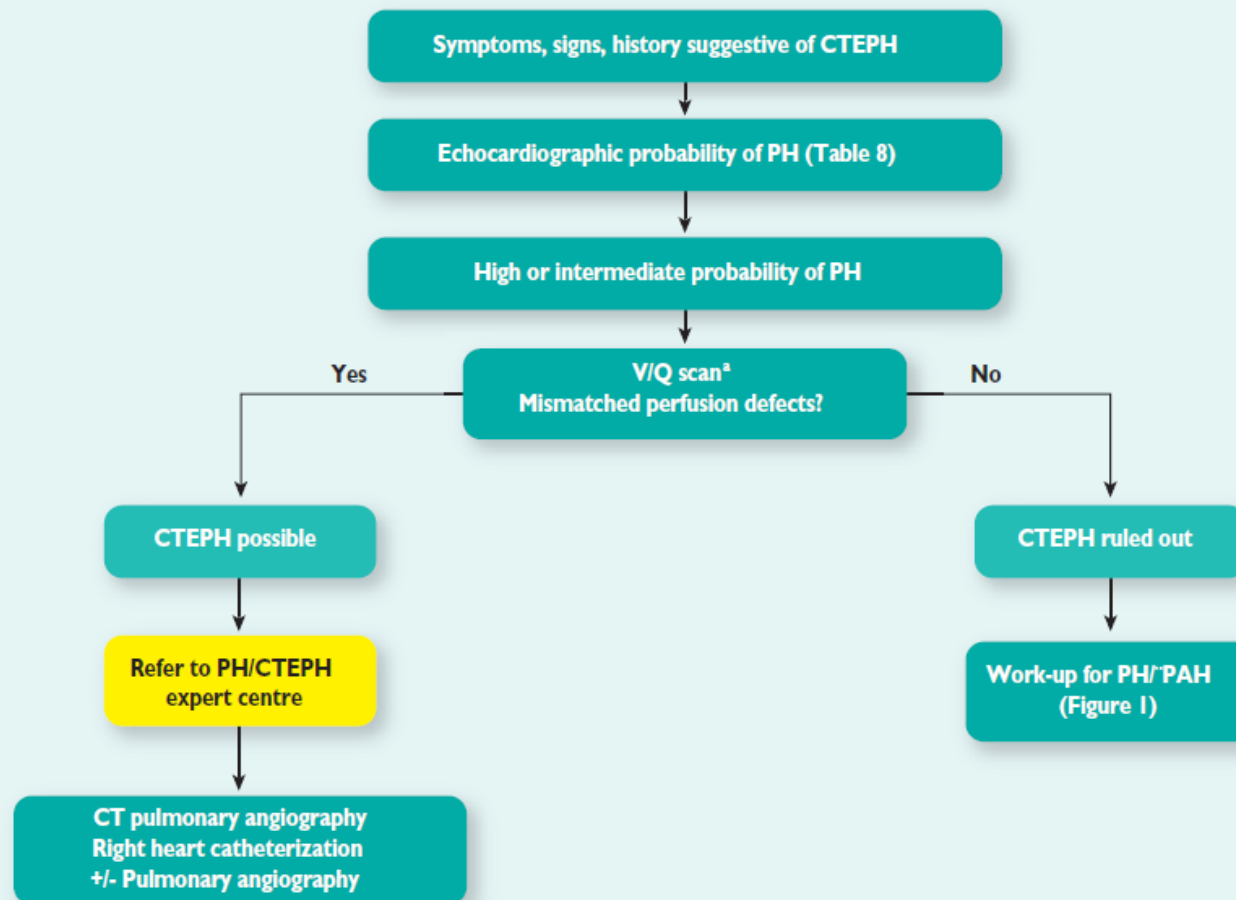 Symptoms, signs, history suggestive of CTEPH
Echocardiographic probability of PH (Table 8)
High or intermediate probability of PH
Yes
V/Q scanª
Mismatched perfusion defects?
No
CTEPH possible
CTEPH ruled out
Refer to PH/CTEPH
expert centre
Work-up for PH/¨PAH
(Figure 1)
CT pulmonary angiography
Right heart catheterization
+/- Pulmonary angiography